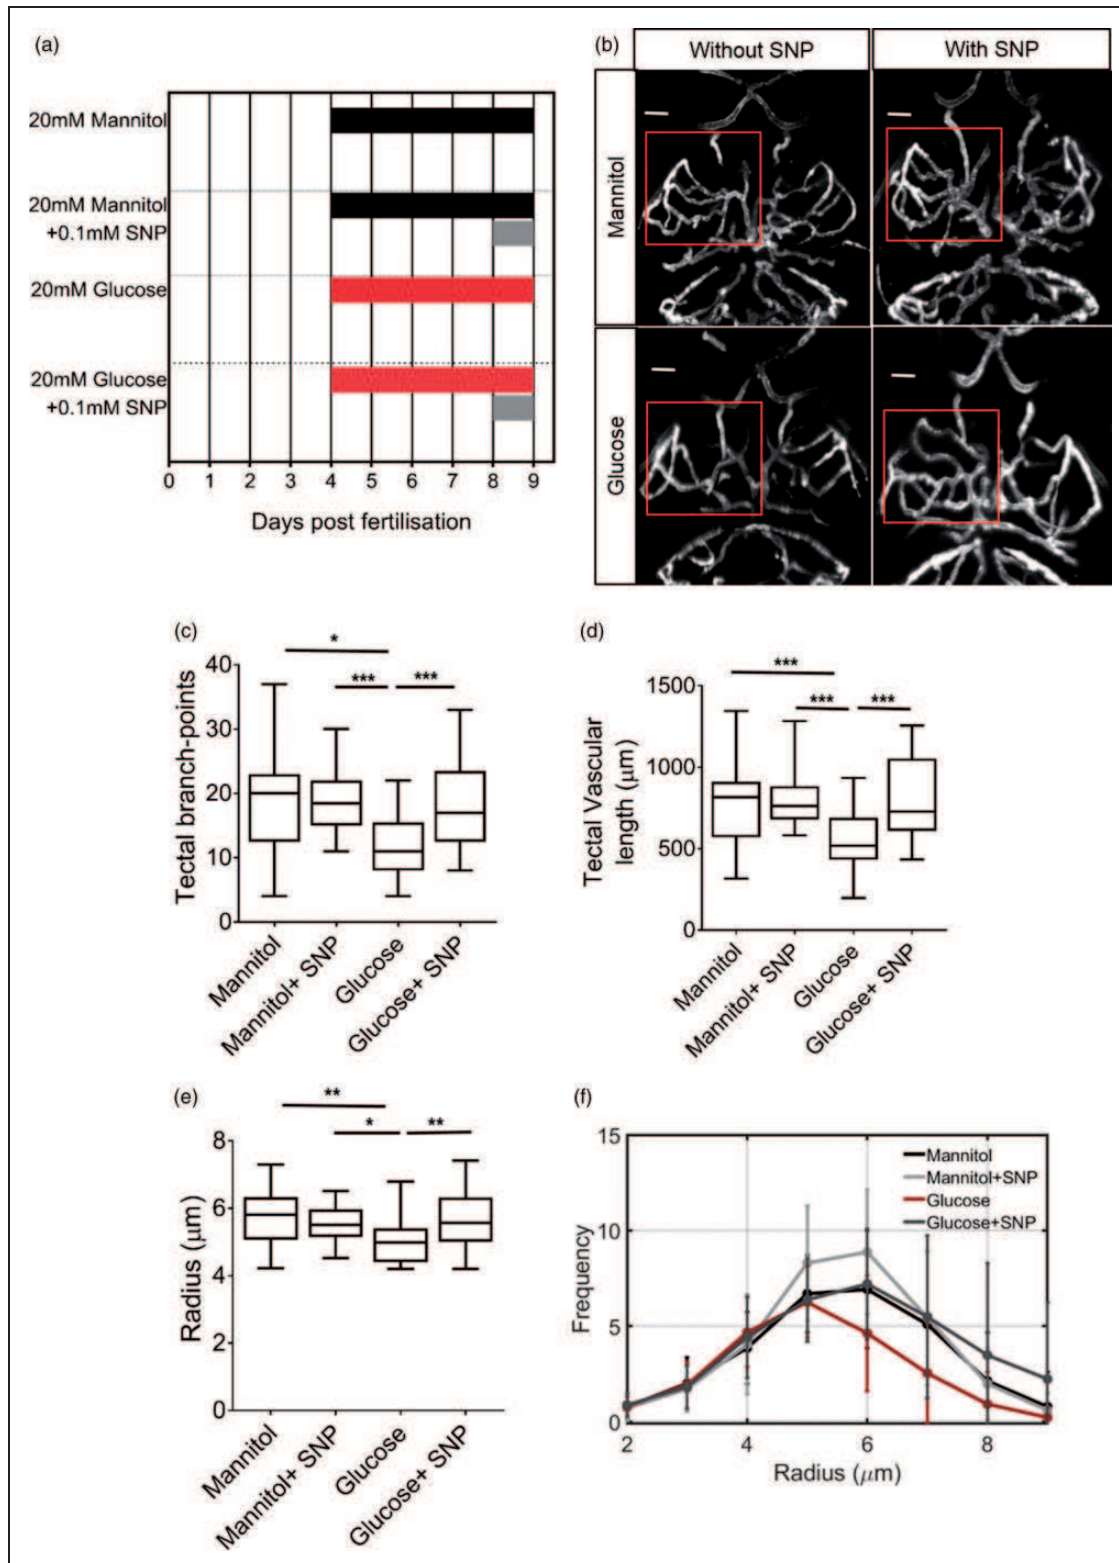 (a)
20mM Mannitol
20mM Mannitol
+0.1mM SNP
20mM Glucose
20mM Glucose
+0.1mM SNP
0 1 2 3 4 5 6 7 8 9
Days post fertilisation
(b)
Without SNP
With SNP
Mannitol
Glucose
(c)
*
*** ***
Tectal branch-points
40
30
20
10
0
Mannitol
Mannitol+ SNP
Glucose
Glucose+ SNP
(d)
***
*** ***
Tectal Vascular
length (μm)
1500
1000
500
0
Mannitol
Mannitol+ SNP
Glucose
Glucose+ SNP
(e)
**
* **
Radius (μm)
8
6
4
2
0
Mannitol
Mannitol+ SNP
Glucose
Glucose+ SNP
(f)
Frequency
15
10
5
0
Mannitol
Mannitol+SNP
Glucose
Glucose+SNP
2 4 6 8
Radius (μm)